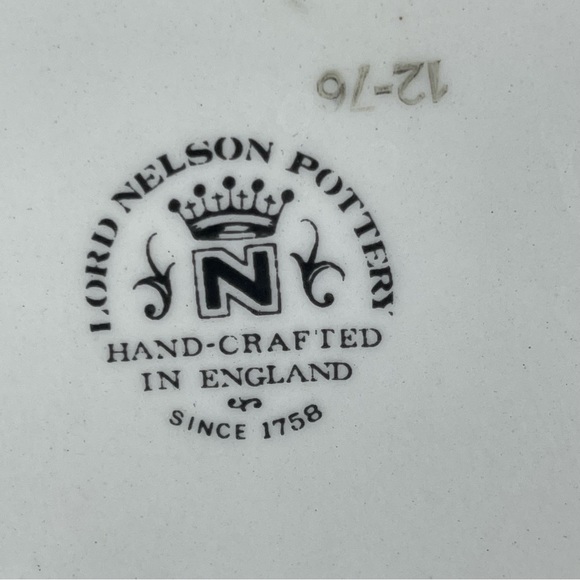 12-76
LORD NELSON POTTERY
N
HAND-CRAFTED
IN ENGLAND
SINCE 1758